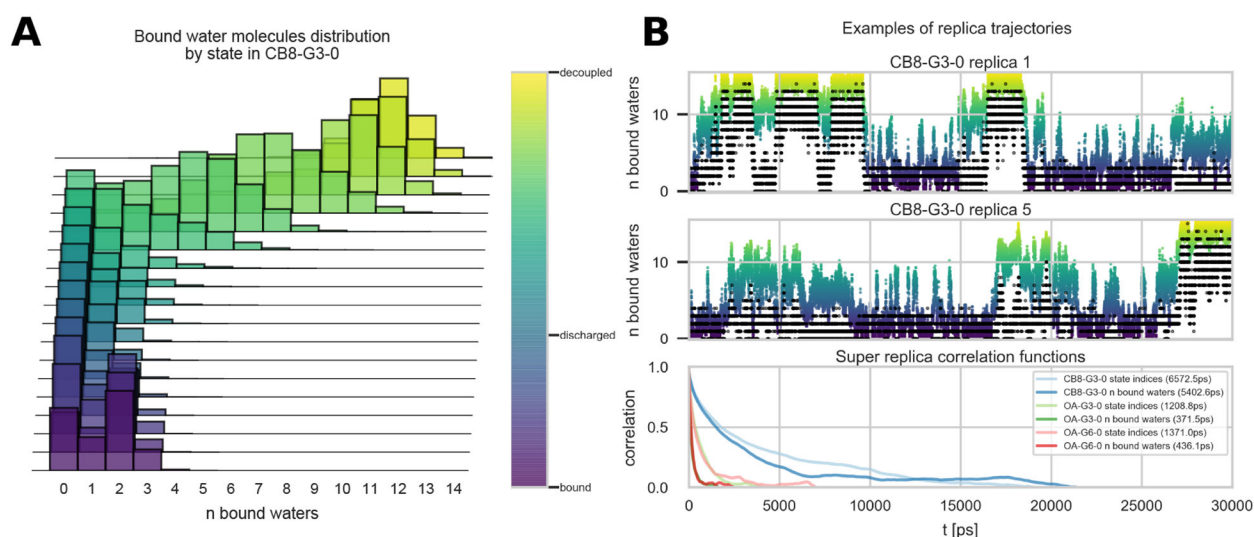 A
Bound water molecules distribution
by state in CB8-G3-0
decoupled
discharged
bound
0 1 2 3 4 5 6 7 8 9 10 11 12 13 14
n bound waters
B
Examples of replica trajectories
CB8-G3-0 replica 1
n bound waters
10
0
CB8-G3-0 replica 5
n bound waters
10
0
Super replica correlation functions
correlation
1.0
0.5
0.0
CB8-G3-0 state indices (6572.5ps)
CB8-G3-0 n bound waters (5402.6ps)
OA-G3-0 state indices (1208.8ps)
OA-G3-0 n bound waters (371.5ps)
OA-G6-0 state indices (1371.0ps)
OA-G6-0 n bound waters (436.1ps)
0 5000 10000 15000 20000 25000 30000
t [ps]